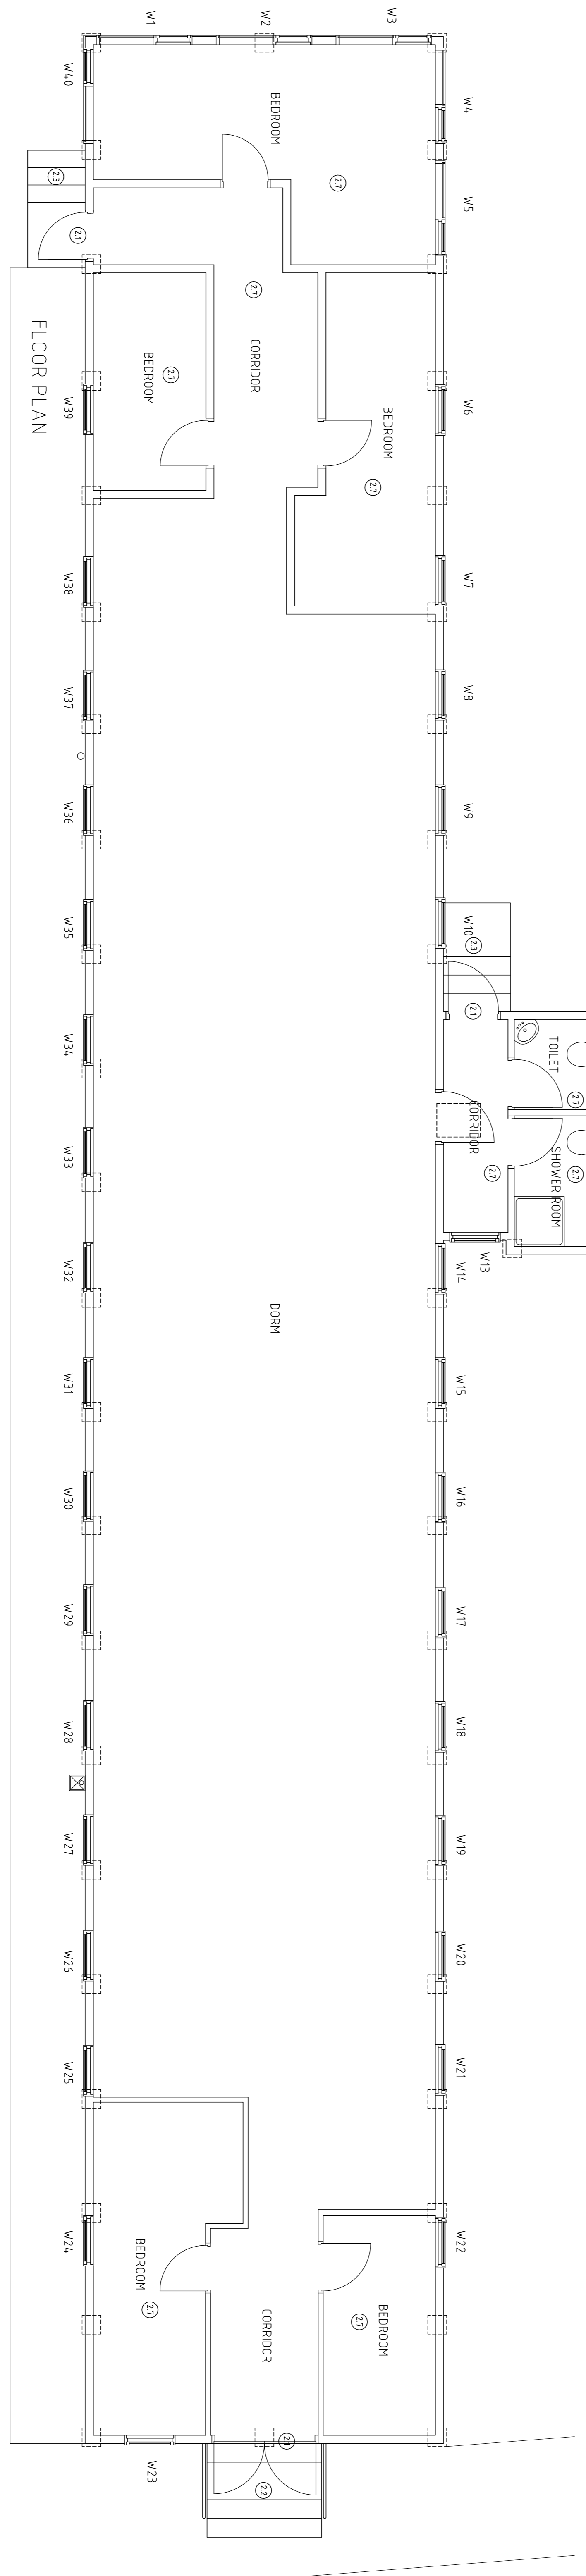 W1
W2
W3
W40
W4
BEDROOM
2.3
2.7
W5
2.1
2.7
FLOOR PLAN
BEDROOM
2.7
CORRIDOR
W39
BEDROOM
W6
2.7
W38
W7
W37
W8
W36
W9
W35
W10
2.3
2.1
W34
TOILET
2.7
CORRIDOR
W33
SHOWER ROOM
2.7
2.7
W32
W13
W14
DORM
W31
W15
W30
W16
W29
W17
W28
W18
W27
W19
W26
W20
W25
W21
W24
W22
BEDROOM
2.7
CORRIDOR
BEDROOM
2.7
2.1
W23
2.2